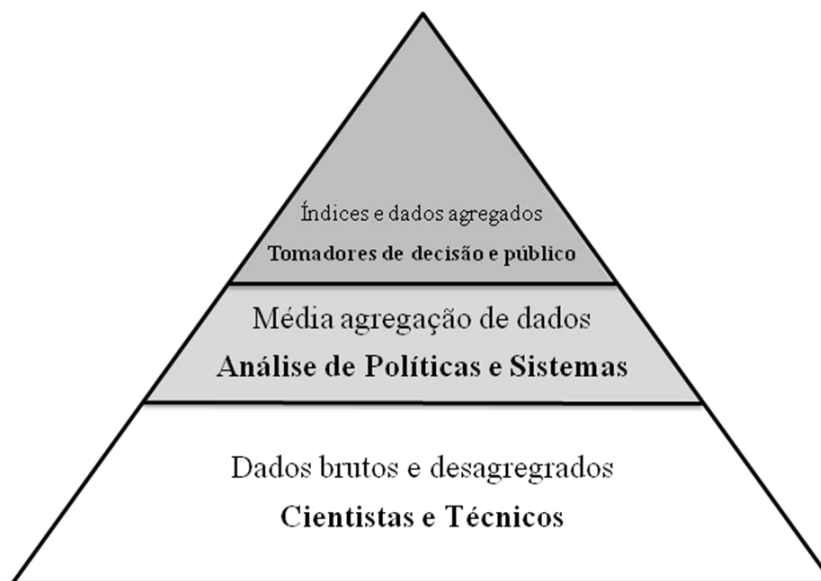 Índices e dados agregados
Tomadores de decisão e público
Média agregação de dados
Análise de Políticas e Sistemas
Dados brutos e desagregrados
Cientistas e Técnicos